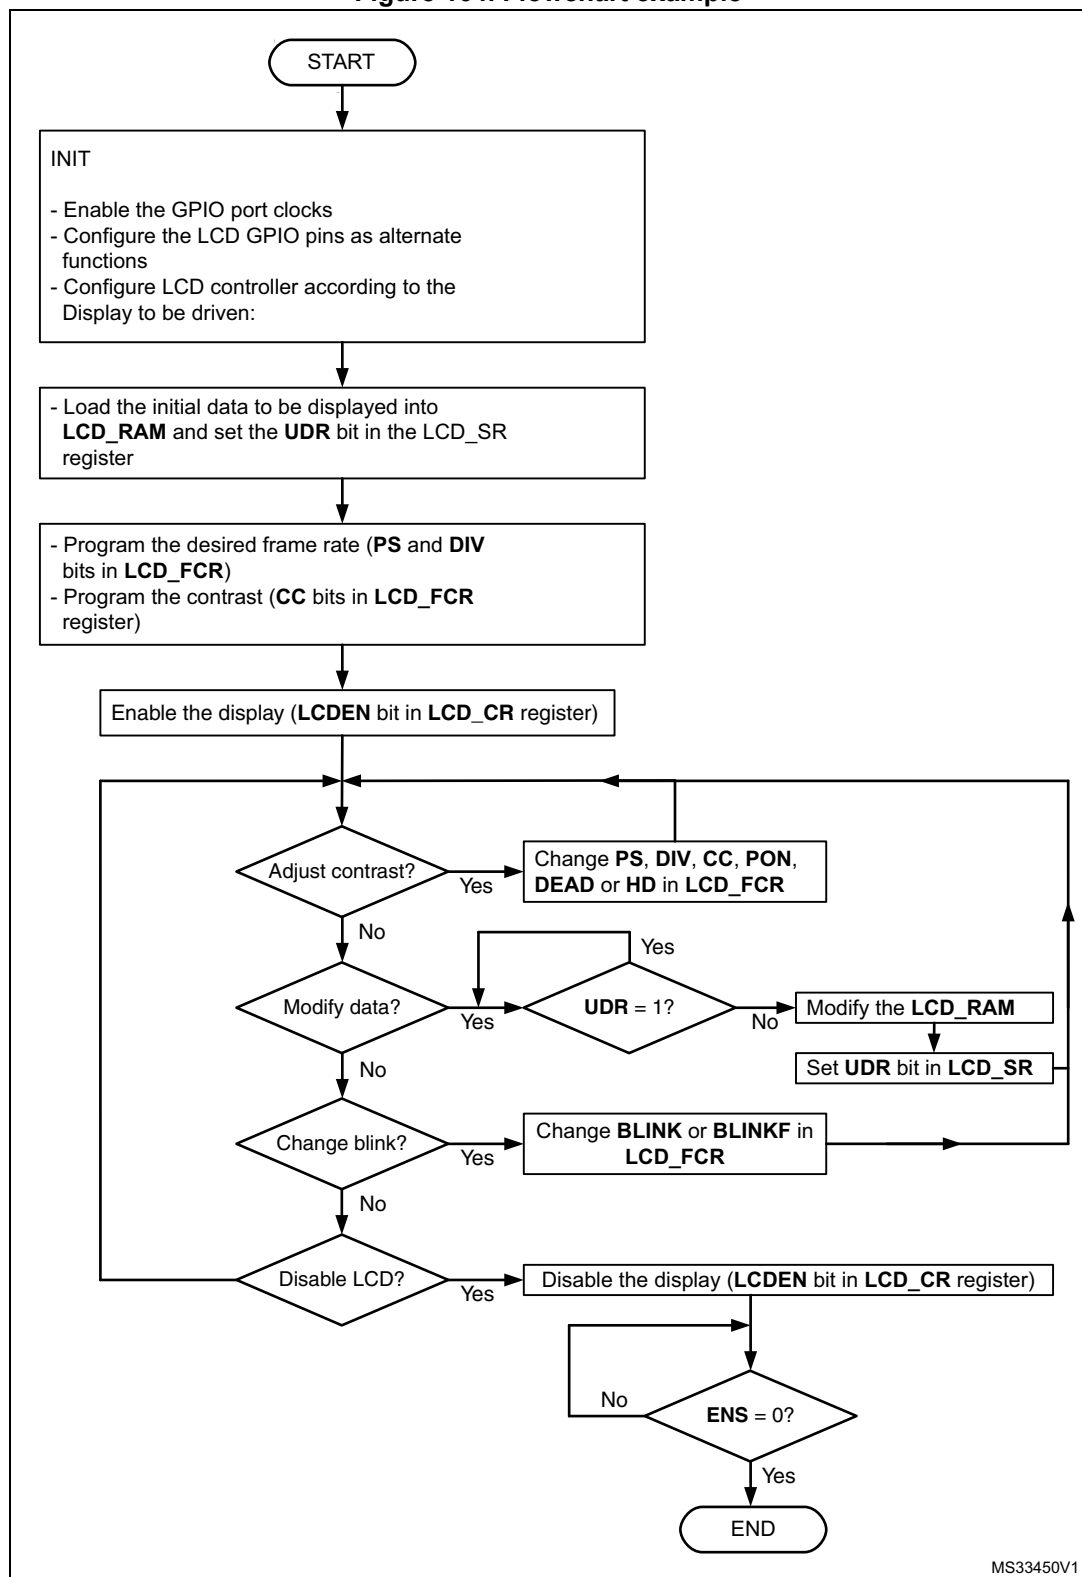 START
INIT
- Enable the GPIO port clocks
- Configure the LCD GPIO pins as alternate
functions
- Configure LCD controller according to the
Display to be driven:
- Load the initial data to be displayed into
LCD_RAM and set the UDR bit in the LCD_SR
register
- Program the desired frame rate (PS and DIV
bits in LCD_FCR)
- Program the contrast (CC bits in LCD_FCR
register)
Enable the display (LCDEN bit in LCD_CR register)
Adjust contrast?
Yes
Change PS, DIV, CC, PON,
DEAD or HD in LCD_FCR
No
Modify data?
Yes
Yes
UDR = 1?
No
Modify the LCD_RAM
Set UDR bit in LCD_SR
No
Change blink?
Yes
Change BLINK or BLINKF in
LCD_FCR
No
Disable LCD?
Yes
Disable the display (LCDEN bit in LCD_CR register)
No
ENS = 0?
Yes
END
MS33450V1